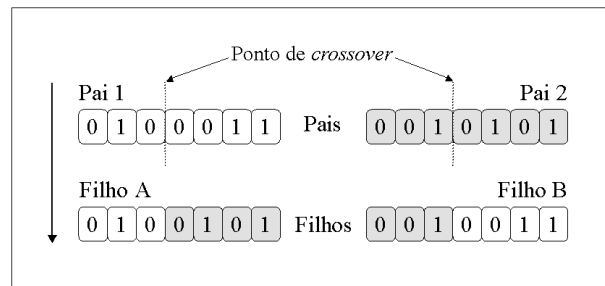 Ponto de crossover
Pai 1 Pai 2
0 1 0 0 0 1 1 Pais 0 0 1 0 1 0 1
Filho A Filho B
0 1 0 0 1 0 1 Filhos 0 0 1 0 0 1 1